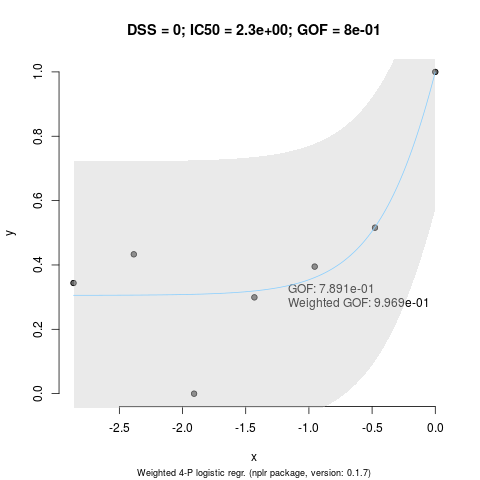 DSS = 0; IC50 = 2.3e+00; GOF = 8e-01
1.0
0.8
0.6
0.4
0.2
0.0
y
GOF: 7.891e-01
Weighted GOF: 9.969e-01
-2.5 -2.0 -1.5 -1.0 -0.5 0.0
x
Weighted 4-P logistic regr. (nplr package, version: 0.1.7)